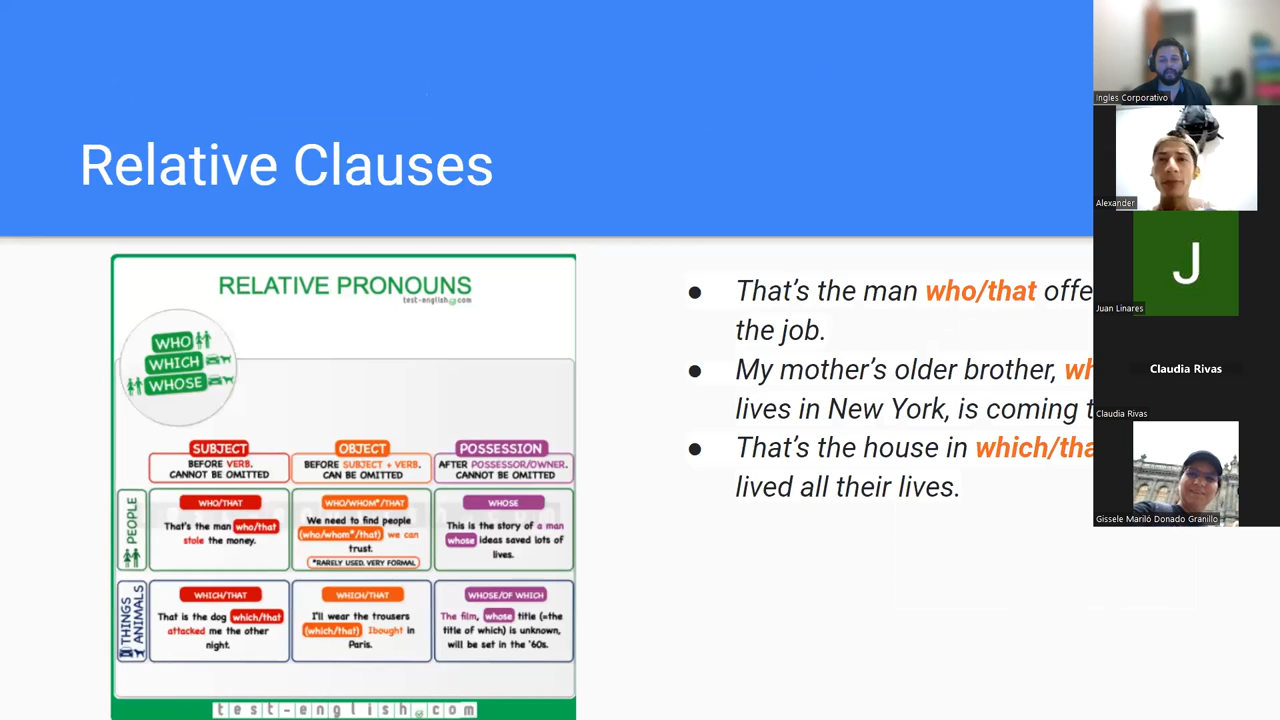 Relative Clauses
RELATIVE PRONOUNS
test-english.com
WHO
WHICH
WHOSE
SUBJECT
BEFORE VERB.
CANNOT BE OMITTED
OBJECT
BEFORE SUBJECT + VERB.
CAN BE OMITTED
POSSESSION
AFTER POSSESSOR/OWNER.
CANNOT BE OMITTED
PEOPLE
WHO/THAT
That's the man who/that
stole the money.
WHO/WHOM*/THAT
We need to find people
(who/whom*/that) we can
trust.
*RARELY USED. VERY FORMAL
WHOSE
This is the story of a man
whose ideas saved lots of
lives.
THINGS
ANIMALS
WHICH/THAT
That is the dog which/that
attacked me the other
night.
WHICH/THAT
I'll wear the trousers
(which/that) Ibought in
Paris.
WHOSE/OF WHICH
The film, whose title (=the
title of which) is unknown,
will be set in the '60s.
test-english.com
● That's the man who/that offe
the job.
● My mother's older brother, wh
lives in New York, is coming t
● That's the house in which/tha
lived all their lives.
Ingles Corporativo
Alexander
J
Juan Linares
Claudia Rivas
Claudia Rivas
Gissele Mariló Donado Granillo